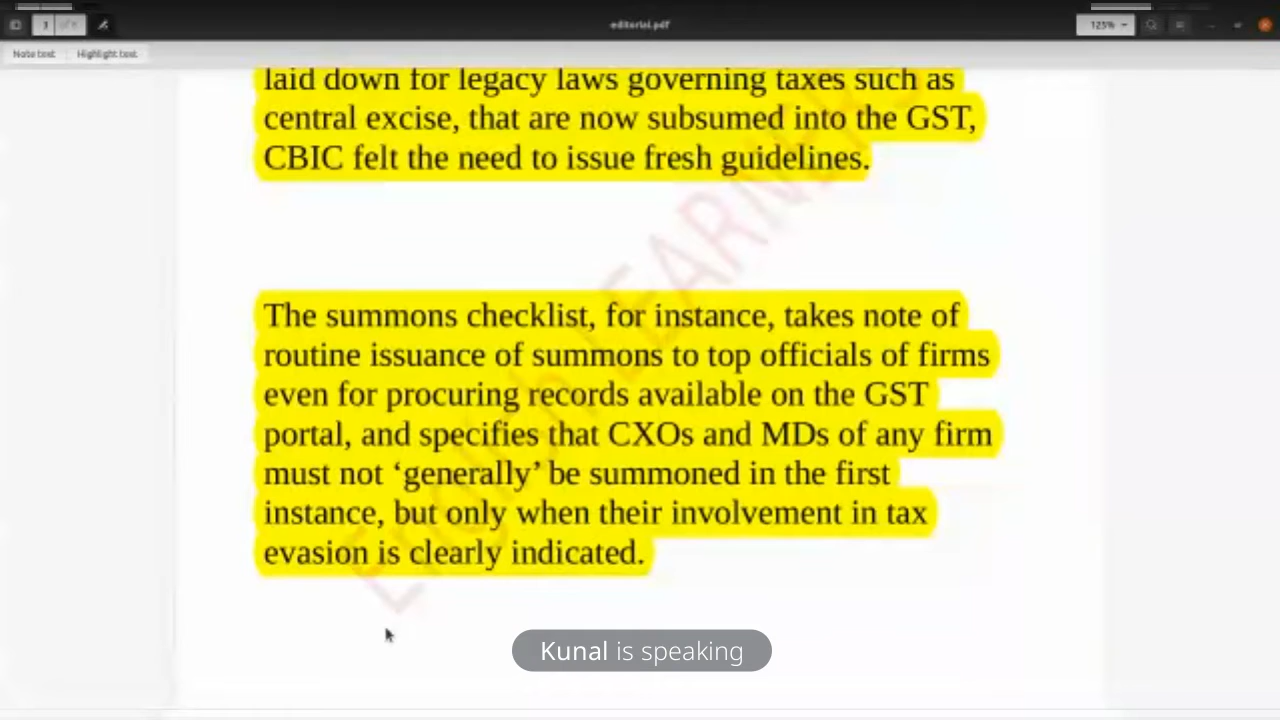 editorial.pdf
125%
Note text Highlight text
laid down for legacy laws governing taxes such as
central excise, that are now subsumed into the GST,
CBIC felt the need to issue fresh guidelines.
The summons checklist, for instance, takes note of
routine issuance of summons to top officials of firms
even for procuring records available on the GST
portal, and specifies that CXOs and MDs of any firm
must not ‘generally’ be summoned in the first
instance, but only when their involvement in tax
evasion is clearly indicated.
English LEARNERS
Kunal is speaking